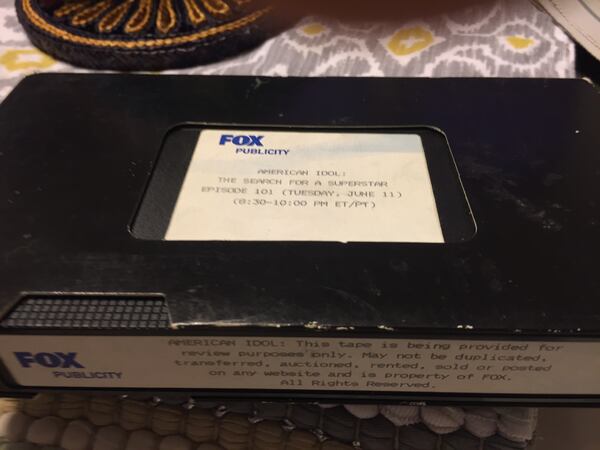 FOX
PUBLICITY
AMERICAN IDOL:
THE SEARCH FOR A SUPERSTAR
EPISODE 101 (TUESDAY, JUNE 11)
(8:30-10:00 PM ET/PT)
FOX
PUBLICITY
AMERICAN IDOL: This tape is being provided for
review purposes only. May not be duplicated,
transferred, auctioned, rented, sold or posted
on any website and is property of FOX.
All Rights Reserved.